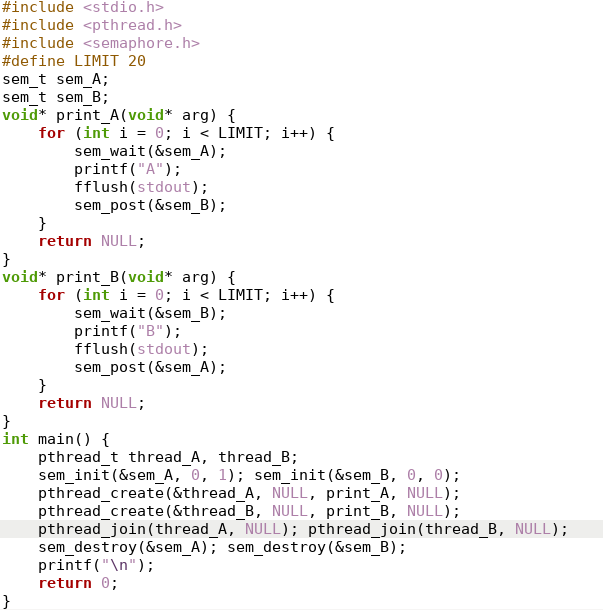 #include <stdio.h>
#include <pthread.h>
#include <semaphore.h>
#define LIMIT 20
sem_t sem_A;
sem_t sem_B;
void* print_A(void* arg) {
    for (int i = 0; i < LIMIT; i++) {
        sem_wait(&sem_A);
        printf("A");
        fflush(stdout);
        sem_post(&sem_B);
    }
    return NULL;
}
void* print_B(void* arg) {
    for (int i = 0; i < LIMIT; i++) {
        sem_wait(&sem_B);
        printf("B");
        fflush(stdout);
        sem_post(&sem_A);
    }
    return NULL;
}
int main() {
    pthread_t thread_A, thread_B;
    sem_init(&sem_A, 0, 1); sem_init(&sem_B, 0, 0);
    pthread_create(&thread_A, NULL, print_A, NULL);
    pthread_create(&thread_B, NULL, print_B, NULL);
    pthread_join(thread_A, NULL); pthread_join(thread_B, NULL);
    sem_destroy(&sem_A); sem_destroy(&sem_B);
    printf("\n");
    return 0;
}